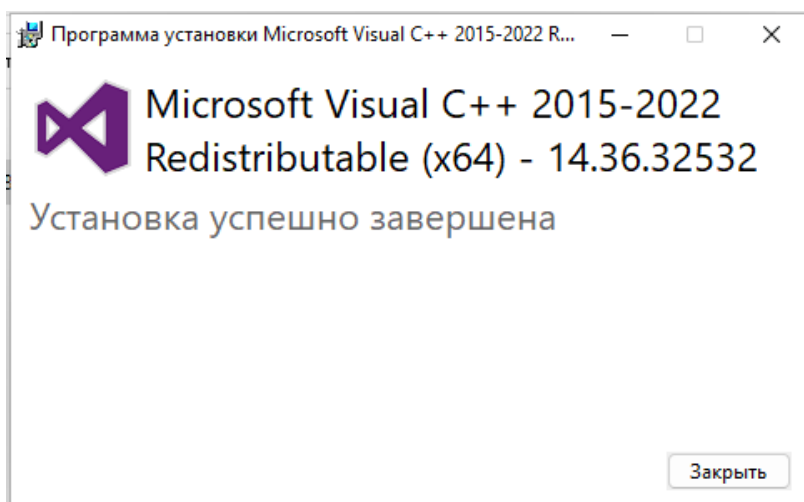 Программа установки Microsoft Visual C++ 2015-2022 R...
Microsoft Visual C++ 2015-2022
Redistributable (x64) - 14.36.32532
Установка успешно завершена
Закрыть